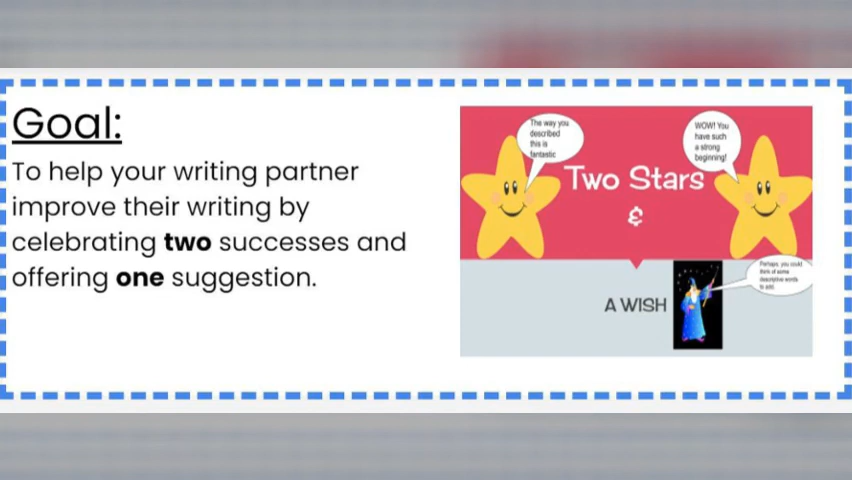 Goal:
To help your writing partner
improve their writing by
celebrating two successes and
offering one suggestion.
The way you
described
this is
fantastic
WOW! You
have such
a strong
beginning!
Two Stars
&
A WISH
Perhaps you could
think of some
descriptive words
to add.